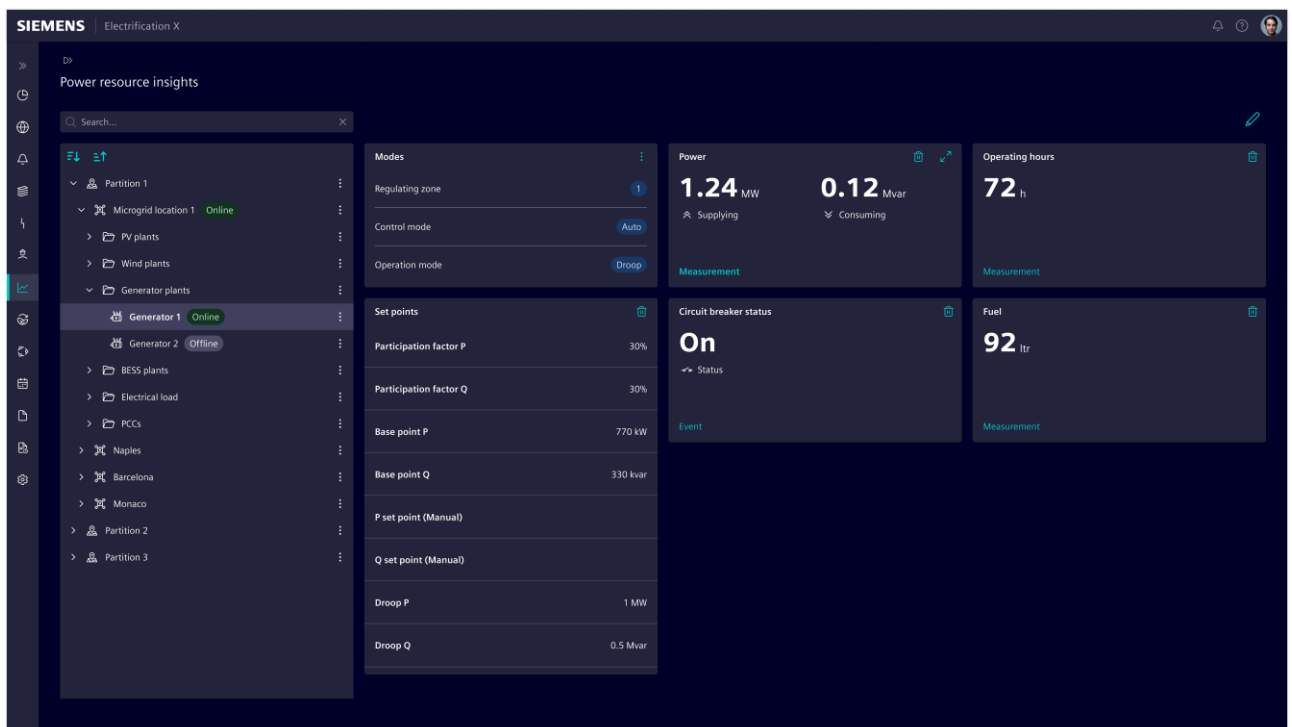 SIEMENS Electrification X
Power resource insights
Search...
Partition 1
Microgrid location 1 Online
PV plants
Wind plants
Generator plants
Generator 1 Online
Generator 2 Offline
BESS plants
Electrical load
PCCs
Naples
Barcelona
Monaco
Partition 2
Partition 3
Modes
Regulating zone 1
Control mode Auto
Operation mode Droop
Set points
Participation factor P 30%
Participation factor Q 30%
Base point P 770 kW
Base point Q 330 kvar
P set point (Manual)
Q set point (Manual)
Droop P 1 MW
Droop Q 0.5 Mvar
Power
1.24 MW 0.12 Mvar
Supplying Consuming
Measurement
Operating hours
72 h
Measurement
Circuit breaker status
On
Status
Event
Fuel
92 ltr
Measurement